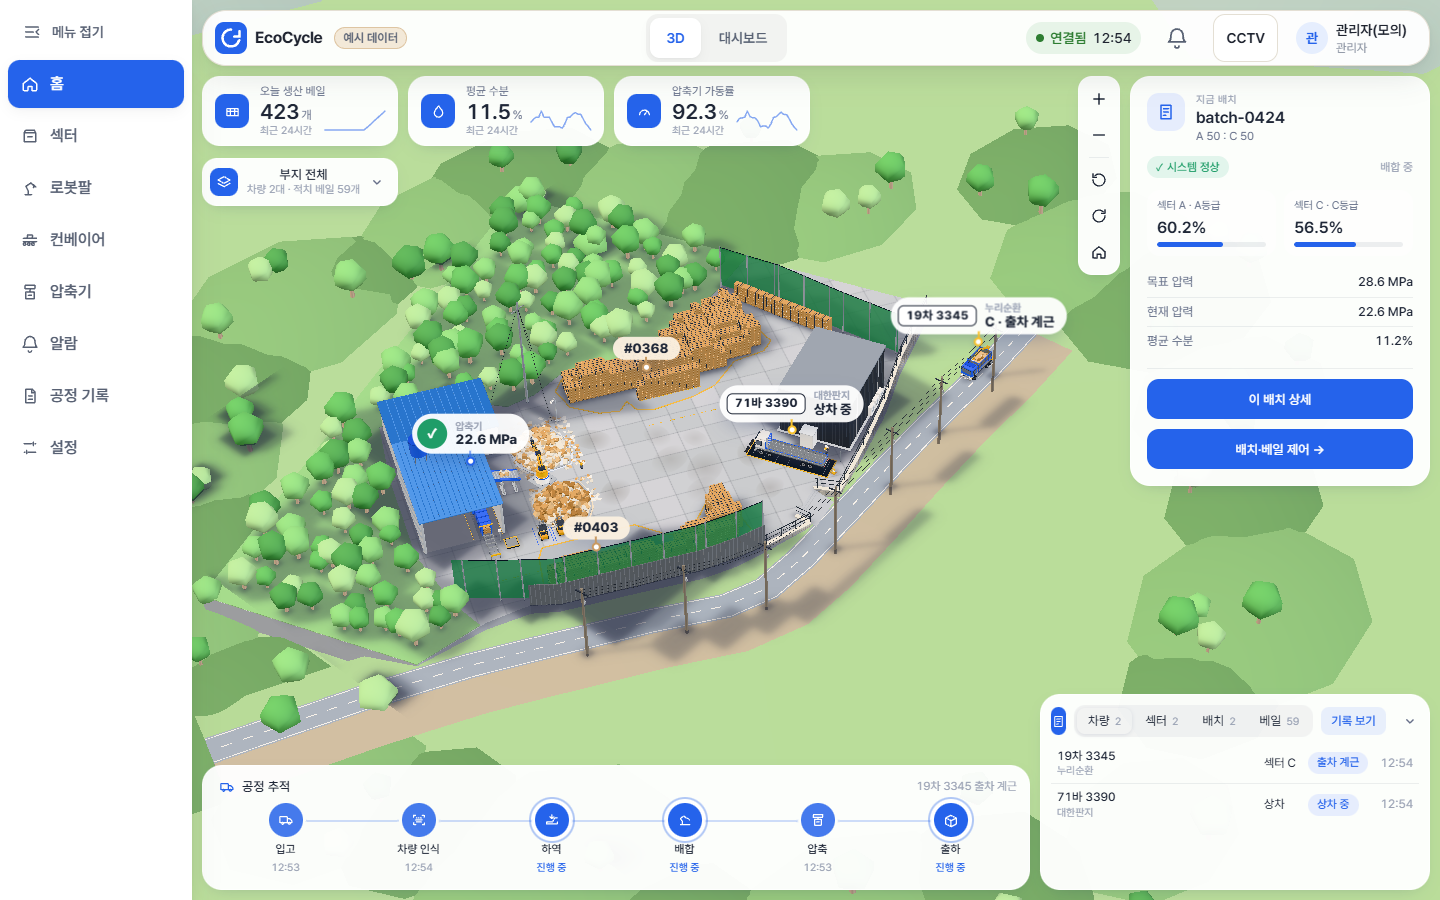 메뉴 접기
홈
섹터
로봇팔
컨베이어
압축기
알람
공정 기록
설정
EcoCycle
예시 데이터
3D
대시보드
연결됨 12:54
CCTV
관
관리자(모의)
관리자
오늘 생산 베일
423개
최근 24시간
평균 수분
11.5%
최근 24시간
압축기 가동률
92.3%
최근 24시간
부지 전체
차량 2대 · 적치 베일 59개
지금 배치
batch-0424
A 50 : C 50
✓ 시스템 정상
배합 중
섹터 A · A등급
60.2%
섹터 C · C등급
56.5%
목표 압력
28.6 MPa
현재 압력
22.6 MPa
평균 수분
11.2%
이 배치 상세
배치·베일 제어 →
19차 3345
누리순환
C · 출차 계근
#0368
71바 3390
대한판지
상차 중
✓
압축기
22.6 MPa
#0403
공정 추적
19차 3345 출차 계근
입고
12:53
차량 인식
12:54
하역
진행 중
배합
진행 중
압축
12:53
출하
진행 중
차량 2
섹터 2
배치 2
베일 59
기록 보기
19차 3345
누리순환
섹터 C
출차 계근
12:54
71바 3390
대한판지
상차
상차 중
12:54